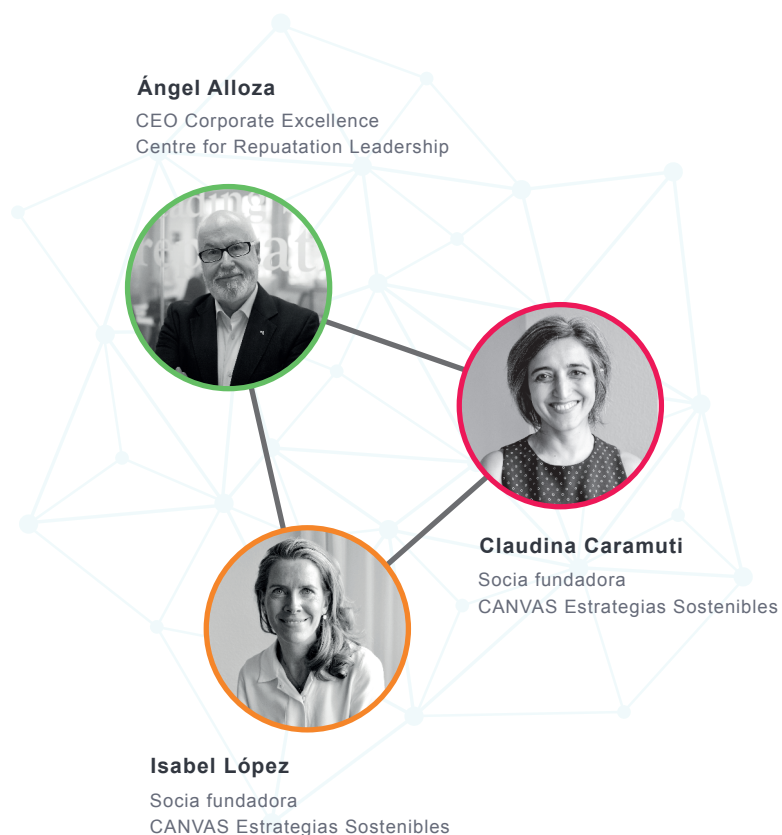 Ángel Alloza
CEO Corporate Excellence
Centre for Repuatation Leadership
Claudina Caramuti
Socia fundadora
CANVAS Estrategias Sostenibles
Isabel López
Socia fundadora
CANVAS Estrategias Sostenibles